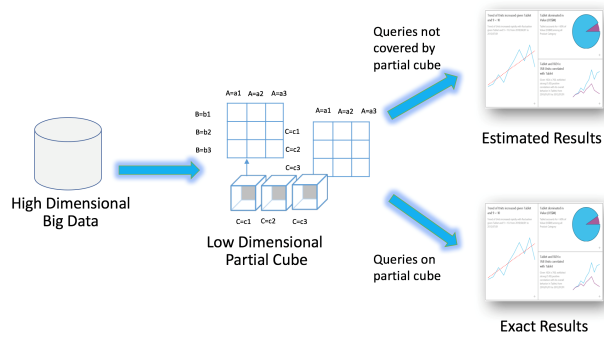 Queries not
covered by
partial cube
A=a1 A=a2 A=a3
B=b1
B=b2
B=b3
C=c1
C=c2
C=c3
A=a1 A=a2 A=a3
Estimated Results
High Dimensional
Big Data
C=c1 C=c2 C=c3
Low Dimensional
Partial Cube
Queries on
partial cube
Exact Results